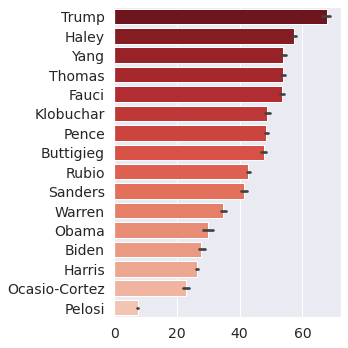 Trump
Haley
Yang
Thomas
Fauci
Klobuchar
Pence
Buttigieg
Rubio
Sanders
Warren
Obama
Biden
Harris
Ocasio-Cortez
Pelosi
0 20 40 60